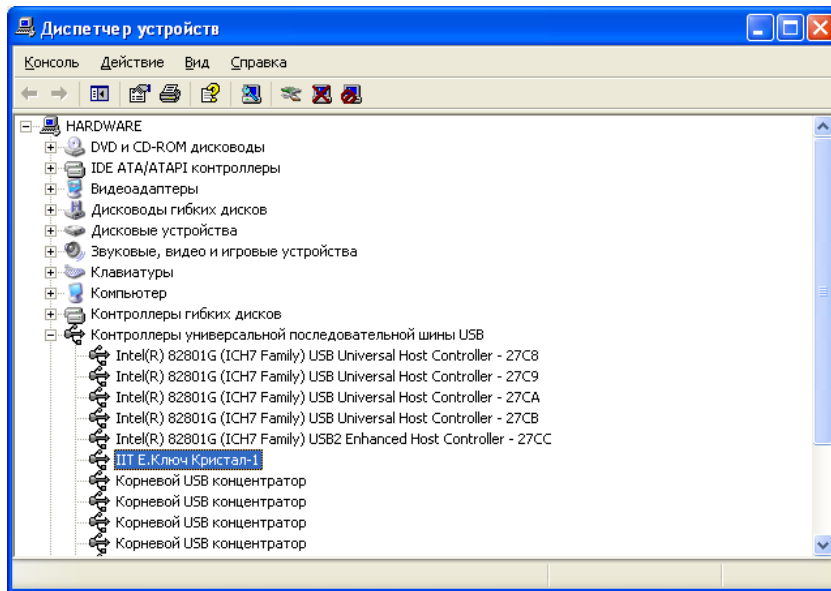 Диспетчер устройств
Консоль Действие Вид Справка
HARDWARE
DVD и CD-ROM дисководы
IDE ATA/ATAPI контроллеры
Видеоадаптеры
Дисководы гибких дисков
Дисковые устройства
Звуковые, видео и игровые устройства
Клавиатуры
Компьютер
Контроллеры гибких дисков
Контроллеры универсальной последовательной шины USB
Intel(R) 82801G (ICH7 Family) USB Universal Host Controller - 27C8
Intel(R) 82801G (ICH7 Family) USB Universal Host Controller - 27C9
Intel(R) 82801G (ICH7 Family) USB Universal Host Controller - 27CA
Intel(R) 82801G (ICH7 Family) USB Universal Host Controller - 27CB
Intel(R) 82801G (ICH7 Family) USB2 Enhanced Host Controller - 27CC
ІІТ Е.Ключ Кристал-1
Корневой USB концентратор
Корневой USB концентратор
Корневой USB концентратор
Корневой USB концентратор